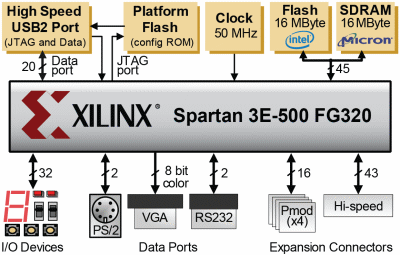 High Speed
USB2 Port
(JTAG and Data)
Platform
Flash
(config ROM)
Clock
50 MHz
Flash
16 MByte
intel
SDRAM
16 MByte
Micron
20
Data
port
JTAG
port
45
XILINX® Spartan 3E-500 FG320
32
2
8 bit
color
2
16
43
I/O Devices
PS/2
VGA
RS232
Data Ports
Pmod
(x4)
Hi-speed
Expansion Connectors